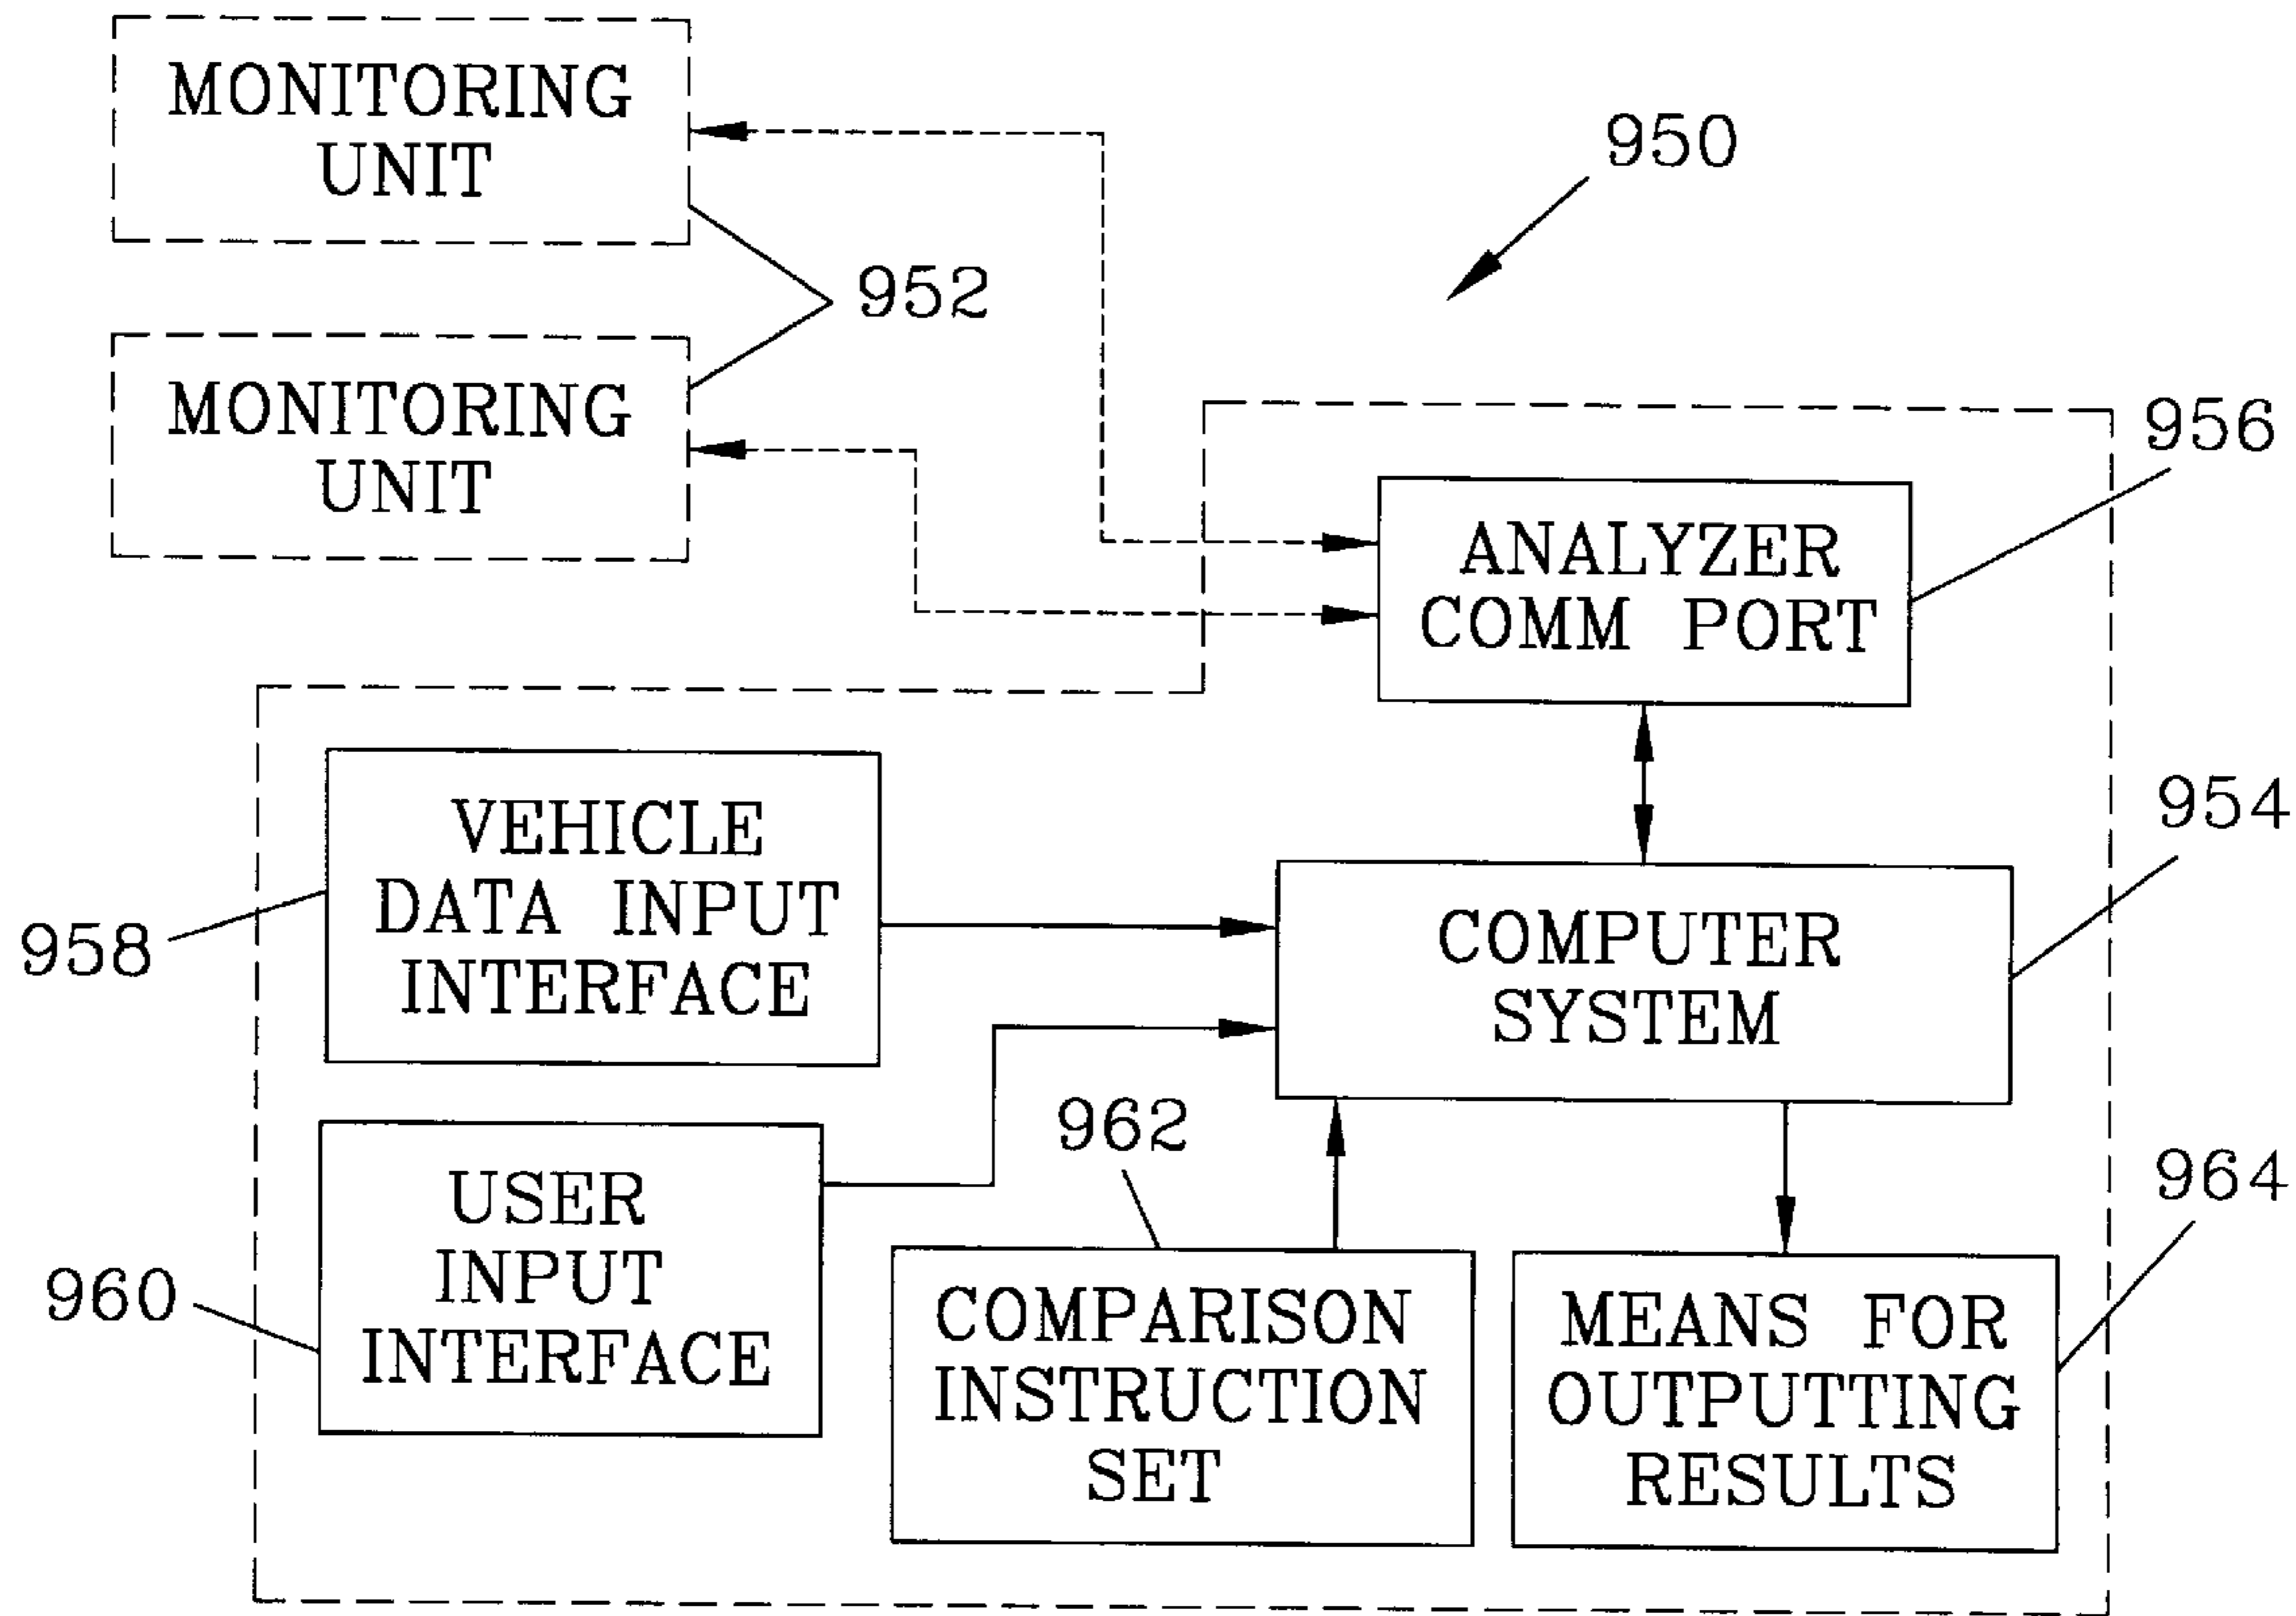 MONITORING
UNIT
950
952
MONITORING
UNIT
956
ANALYZER
COMM PORT
954
VEHICLE
DATA INPUT
INTERFACE
958
COMPUTER
SYSTEM
962
964
USER
INPUT
INTERFACE
960
COMPARISON
INSTRUCTION
SET
MEANS FOR
OUTPUTTING
RESULTS